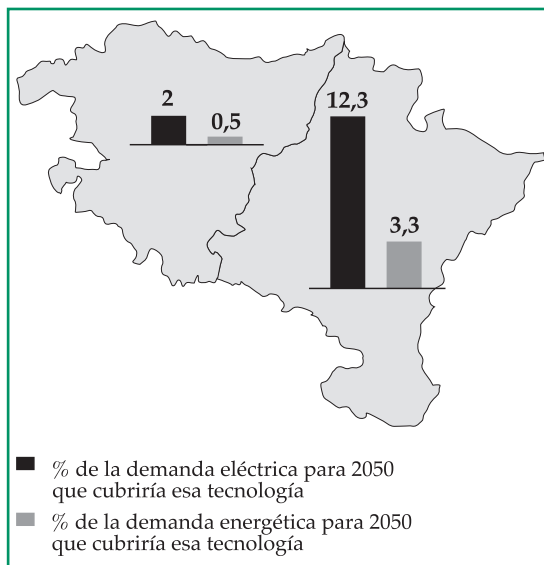 2
0,5
12,3
3,3
% de la demanda eléctrica para 2050
que cubriría esa tecnología
% de la demanda energética para 2050
que cubriría esa tecnología